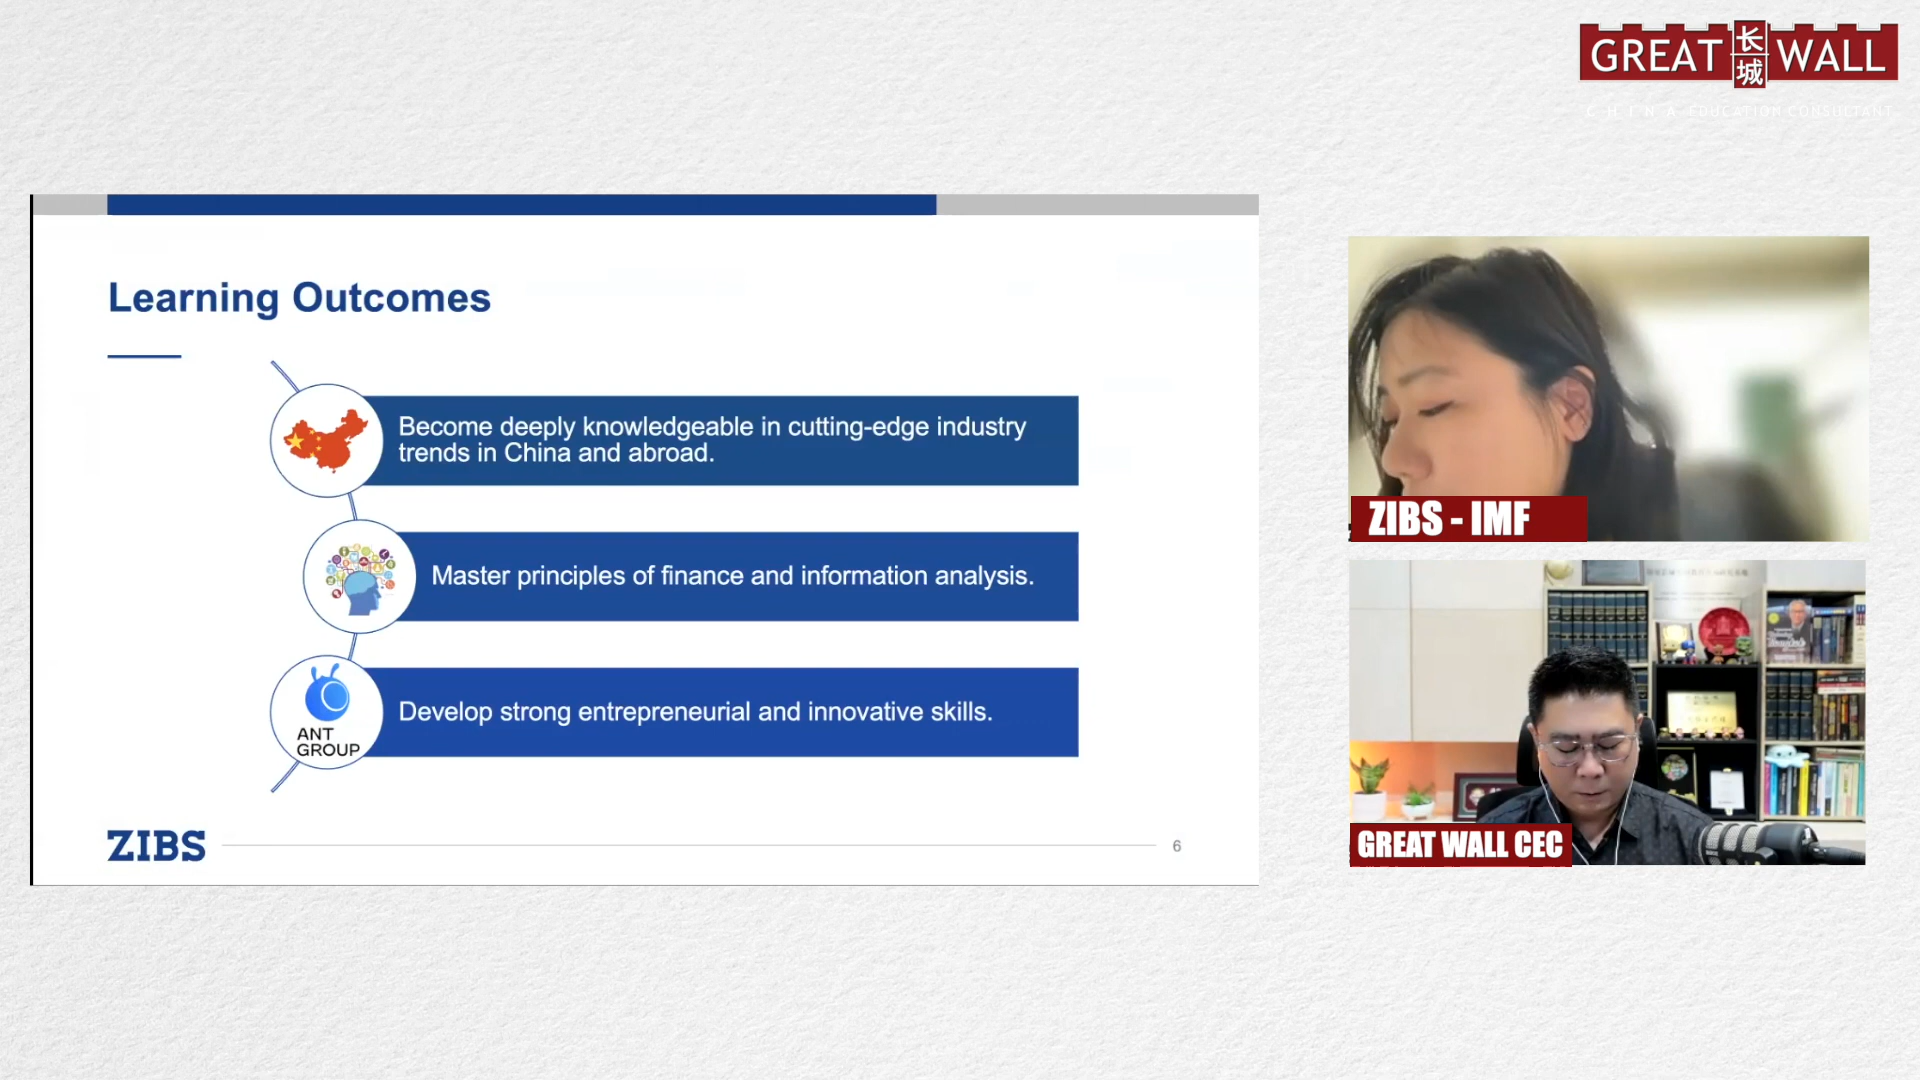 GREAT 长城 WALL
CHINA EDUCATION CONSULTANT
Learning Outcomes
Become deeply knowledgeable in cutting-edge industry
trends in China and abroad.
Master principles of finance and information analysis.
ANT
GROUP
Develop strong entrepreneurial and innovative skills.
ZIBS
6
ZIBS - IMF
GREAT WALL CEC